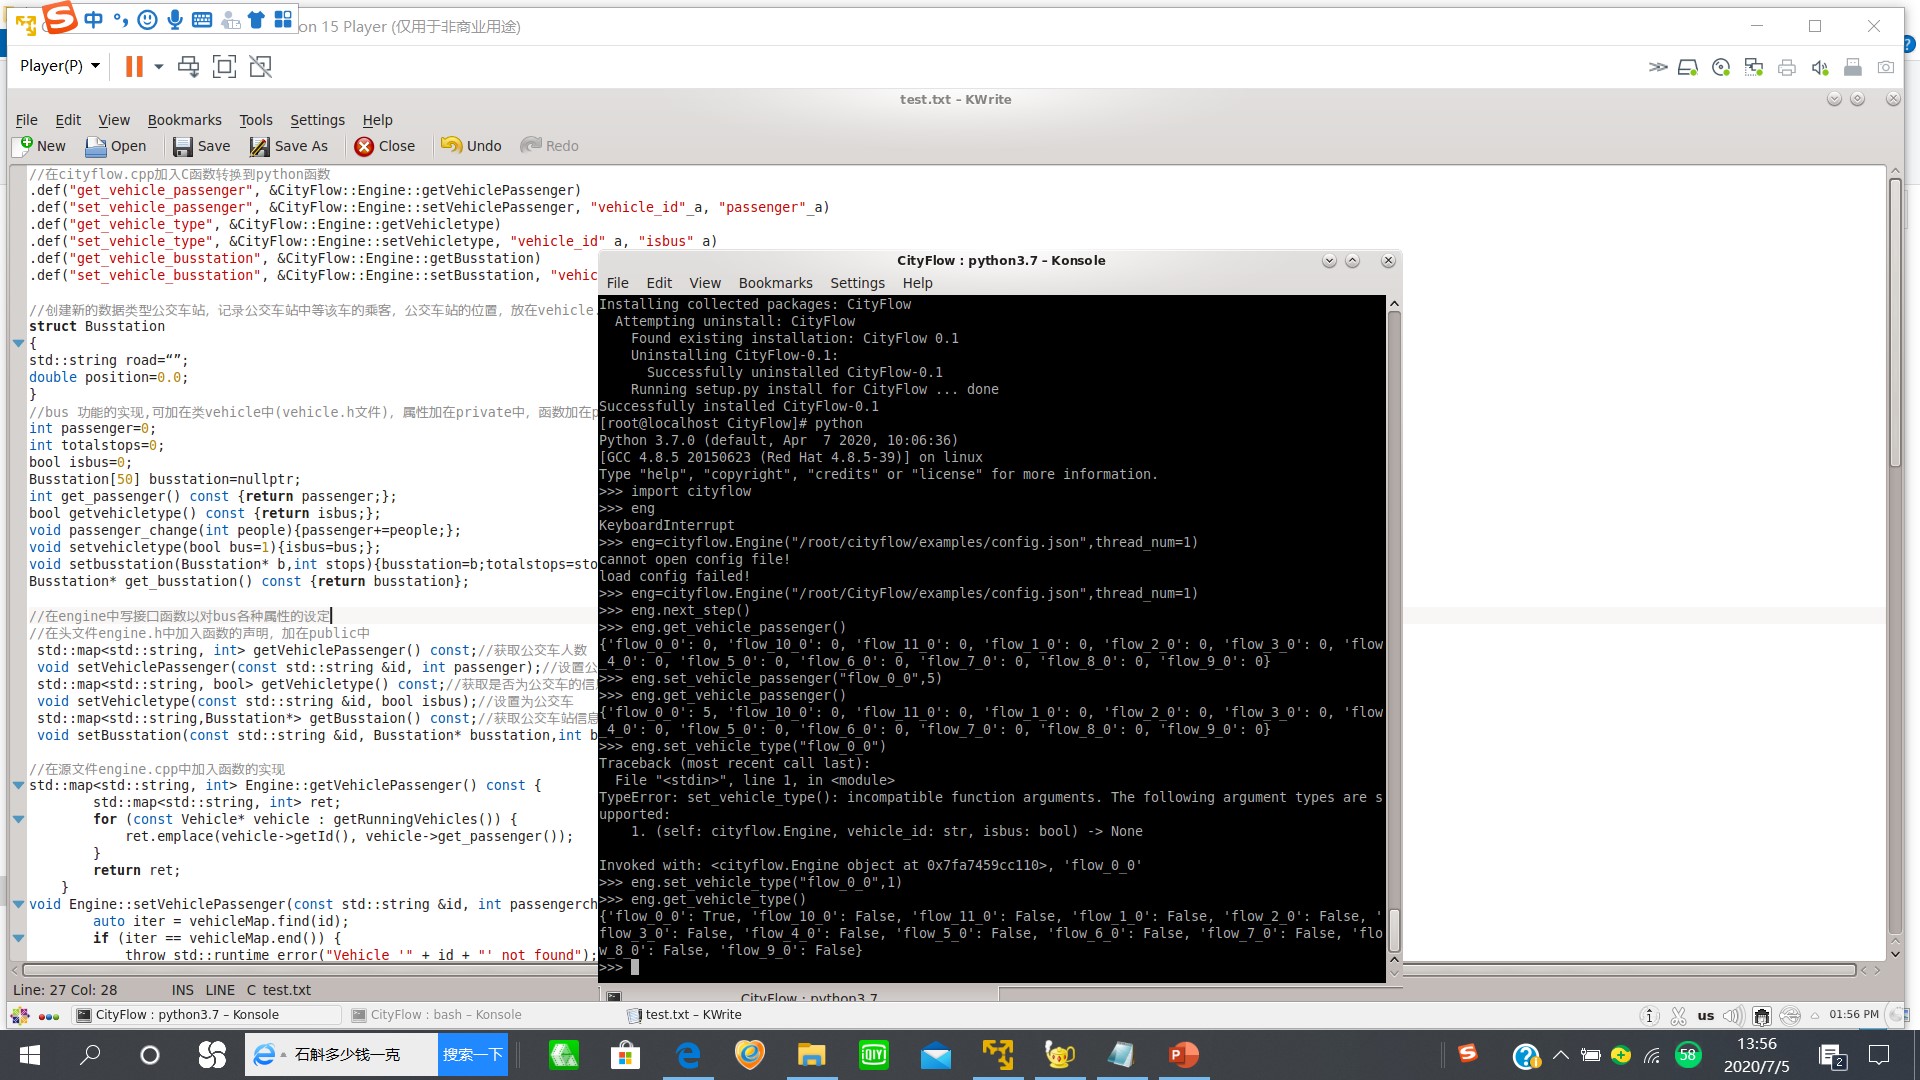 中
on 15 Player (仅用于非商业用途)
Player(P)
test.txt – KWrite
File Edit View Bookmarks Tools Settings Help
New Open Save Save As Close Undo Redo
//在cityflow.cpp加入C函数转换到python函数
.def("get_vehicle_passenger", &CityFlow::Engine::getVehiclePassenger)
.def("set_vehicle_passenger", &CityFlow::Engine::setVehiclePassenger, "vehicle_id"_a, "passenger"_a)
.def("get_vehicle_type", &CityFlow::Engine::getVehicletype)
.def("set_vehicle_type", &CityFlow::Engine::setVehicletype, "vehicle_id" a, "isbus" a)
.def("get_vehicle_busstation", &CityFlow::Engine::getBusstation)
.def("set_vehicle_busstation", &CityFlow::Engine::setBusstation, "vehic
//创建新的数据类型公交车站，记录公交车站中等该车的乘客，公交车站的位置，放在vehicle.
struct Busstation
{
std::string road=“”;
double position=0.0;
}
//bus 功能的实现,可加在类vehicle中(vehicle.h文件)，属性加在private中，函数加在p
int passenger=0;
int totalstops=0;
bool isbus=0;
Busstation[50] busstation=nullptr;
int get_passenger() const {return passenger;};
bool getvehicletype() const {return isbus;};
void passenger_change(int people){passenger+=people;};
void setvehicletype(bool bus=1){isbus=bus;};
void setbusstation(Busstation* b,int stops){busstation=b;totalstops=sto
Busstation* get_busstation() const {return busstation};
//在engine中写接口函数以对bus各种属性的设定
//在头文件engine.h中加入函数的声明，加在public中
std::map<std::string, int> getVehiclePassenger() const;//获取公交车人数
void setVehiclePassenger(const std::string &id, int passenger);//设置公
std::map<std::string, bool> getVehicletype() const;//获取是否为公交车的信
void setVehicletype(const std::string &id, bool isbus);//设置为公交车
std::map<std::string,Busstation*> getBusstaion() const;//获取公交车站信息
void setBusstation(const std::string &id, Busstation* busstation,int b
//在源文件engine.cpp中加入函数的实现
std::map<std::string, int> Engine::getVehiclePassenger() const {
std::map<std::string, int> ret;
for (const Vehicle* vehicle : getRunningVehicles()) {
ret.emplace(vehicle->getId(), vehicle->get_passenger());
}
return ret;
}
void Engine::setVehiclePassenger(const std::string &id, int passengerch
auto iter = vehicleMap.find(id);
if (iter == vehicleMap.end()) {
throw std::runtime error("Vehicle '" + id + "' not found");
Line: 27 Col: 28 INS LINE C test.txt
CityFlow : python3.7 – Konsole
File Edit View Bookmarks Settings Help
Installing collected packages: CityFlow
Attempting uninstall: CityFlow
Found existing installation: CityFlow 0.1
Uninstalling CityFlow-0.1:
Successfully uninstalled CityFlow-0.1
Running setup.py install for CityFlow ... done
Successfully installed CityFlow-0.1
[root@localhost CityFlow]# python
Python 3.7.0 (default, Apr  7 2020, 10:06:36)
[GCC 4.8.5 20150623 (Red Hat 4.8.5-39)] on linux
Type "help", "copyright", "credits" or "license" for more information.
>>> import cityflow
>>> eng
KeyboardInterrupt
>>> eng=cityflow.Engine("/root/cityflow/examples/config.json",thread_num=1)
cannot open config file!
load config failed!
>>> eng=cityflow.Engine("/root/CityFlow/examples/config.json",thread_num=1)
>>> eng.next_step()
>>> eng.get_vehicle_passenger()
{'flow_0_0': 0, 'flow_10_0': 0, 'flow_11_0': 0, 'flow_1_0': 0, 'flow_2_0': 0, 'flow_3_0': 0, 'flow
_4_0': 0, 'flow_5_0': 0, 'flow_6_0': 0, 'flow_7_0': 0, 'flow_8_0': 0, 'flow_9_0': 0}
>>> eng.set_vehicle_passenger("flow_0_0",5)
>>> eng.get_vehicle_passenger()
{'flow_0_0': 5, 'flow_10_0': 0, 'flow_11_0': 0, 'flow_1_0': 0, 'flow_2_0': 0, 'flow_3_0': 0, 'flow
_4_0': 0, 'flow_5_0': 0, 'flow_6_0': 0, 'flow_7_0': 0, 'flow_8_0': 0, 'flow_9_0': 0}
>>> eng.set_vehicle_type("flow_0_0")
Traceback (most recent call last):
File "<stdin>", line 1, in <module>
TypeError: set_vehicle_type(): incompatible function arguments. The following argument types are s
upported:
1. (self: cityflow.Engine, vehicle_id: str, isbus: bool) -> None
Invoked with: <cityflow.Engine object at 0x7fa7459cc110>, 'flow_0_0'
>>> eng.set_vehicle_type("flow_0_0",1)
>>> eng.get_vehicle_type()
{'flow_0_0': True, 'flow_10_0': False, 'flow_11_0': False, 'flow_1_0': False, 'flow_2_0': False, '
flow_3_0': False, 'flow_4_0': False, 'flow_5_0': False, 'flow_6_0': False, 'flow_7_0': False, 'flo
w_8_0': False, 'flow_9_0': False}
>>>
CityFlow : python3.7
CityFlow : python3.7 – Konsole
CityFlow : bash – Konsole
test.txt – KWrite
us
01:56 PM
石斛多少钱一克 搜索一下
QIY
58
13:56
2020/7/5
2